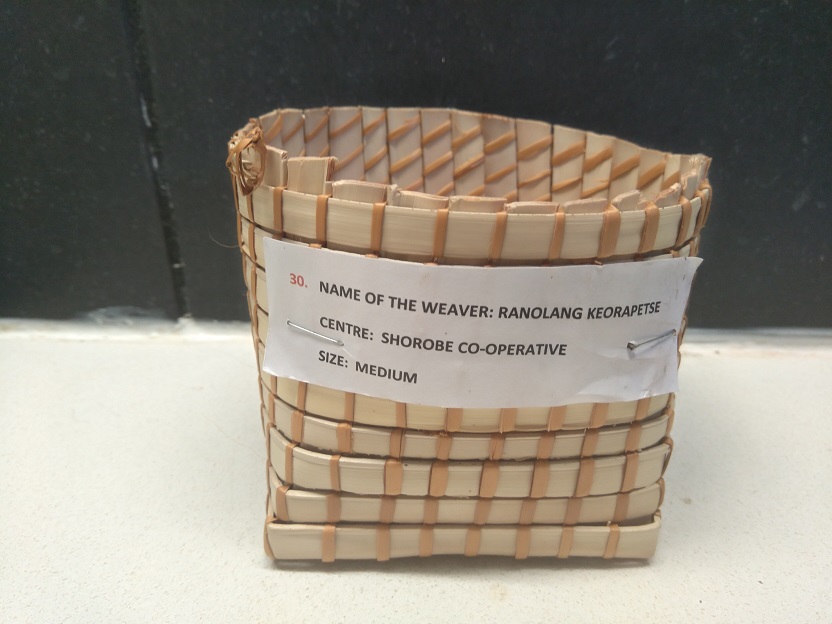 30. NAME OF THE WEAVER: RANOLANG KEORAPETSE
CENTRE: SHOROBE CO-OPERATIVE
SIZE: MEDIUM